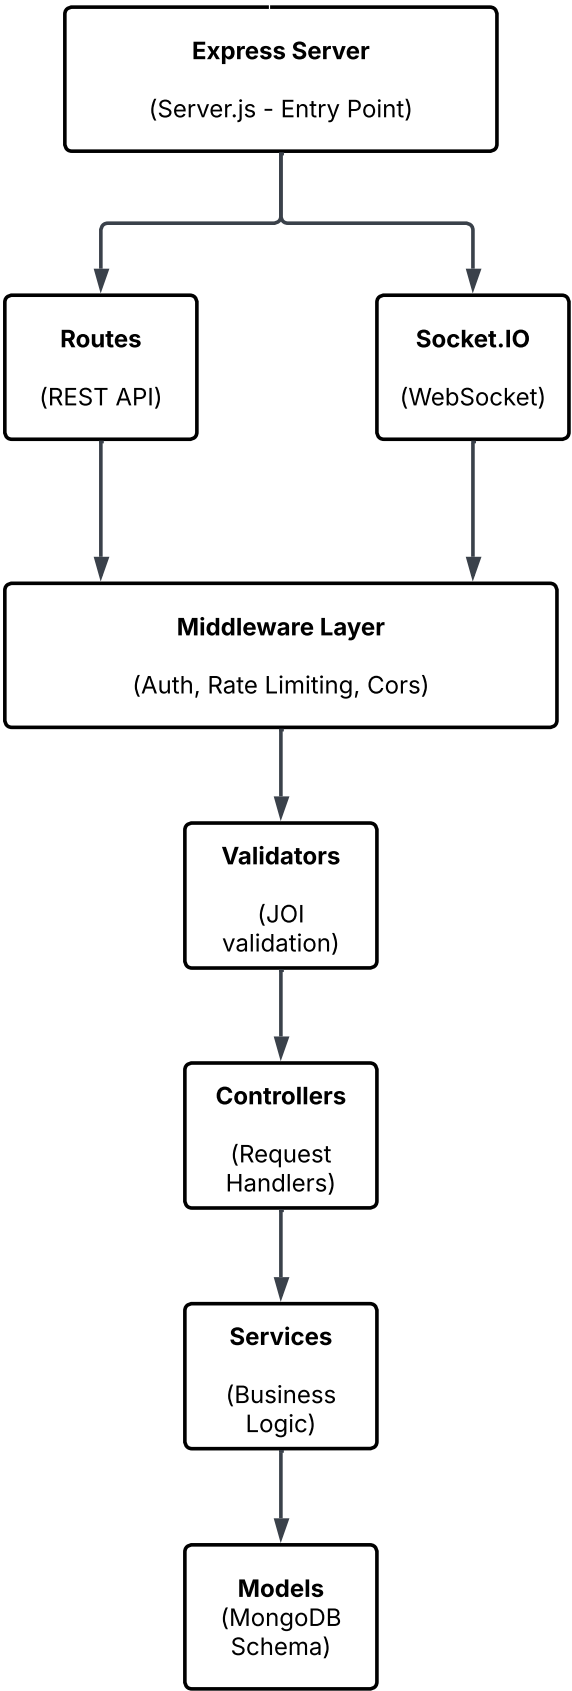 Express Server
(Server.js - Entry Point)
Routes
(REST API)
Socket.IO
(WebSocket)
Middleware Layer
(Auth, Rate Limiting, Cors)
Validators
(JOI
validation)
Controllers
(Request
Handlers)
Services
(Business
Logic)
Models
(MongoDB
Schema)